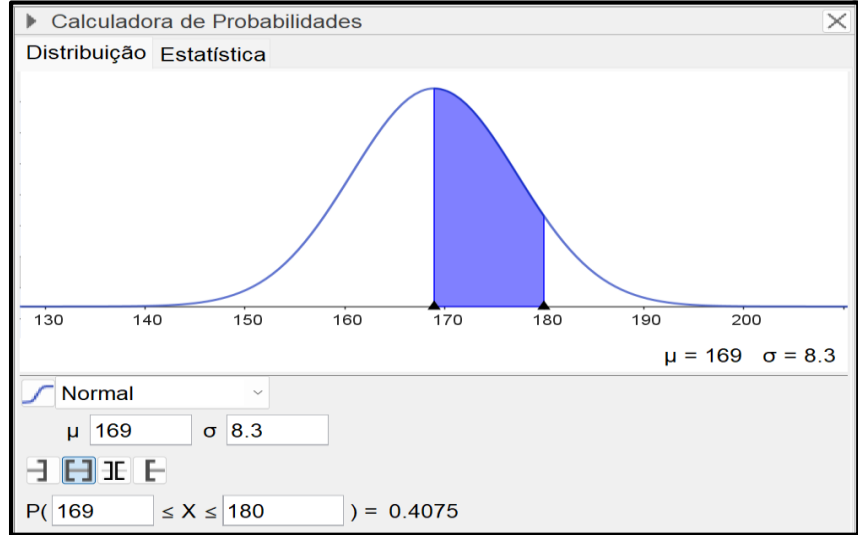 Calculadora de Probabilidades
Distribuição Estatística
130 140 150 160 170 180 190 200
μ = 169 σ = 8.3
Normal
μ 169 σ 8.3
P( 169 ≤ X ≤ 180 ) = 0.4075